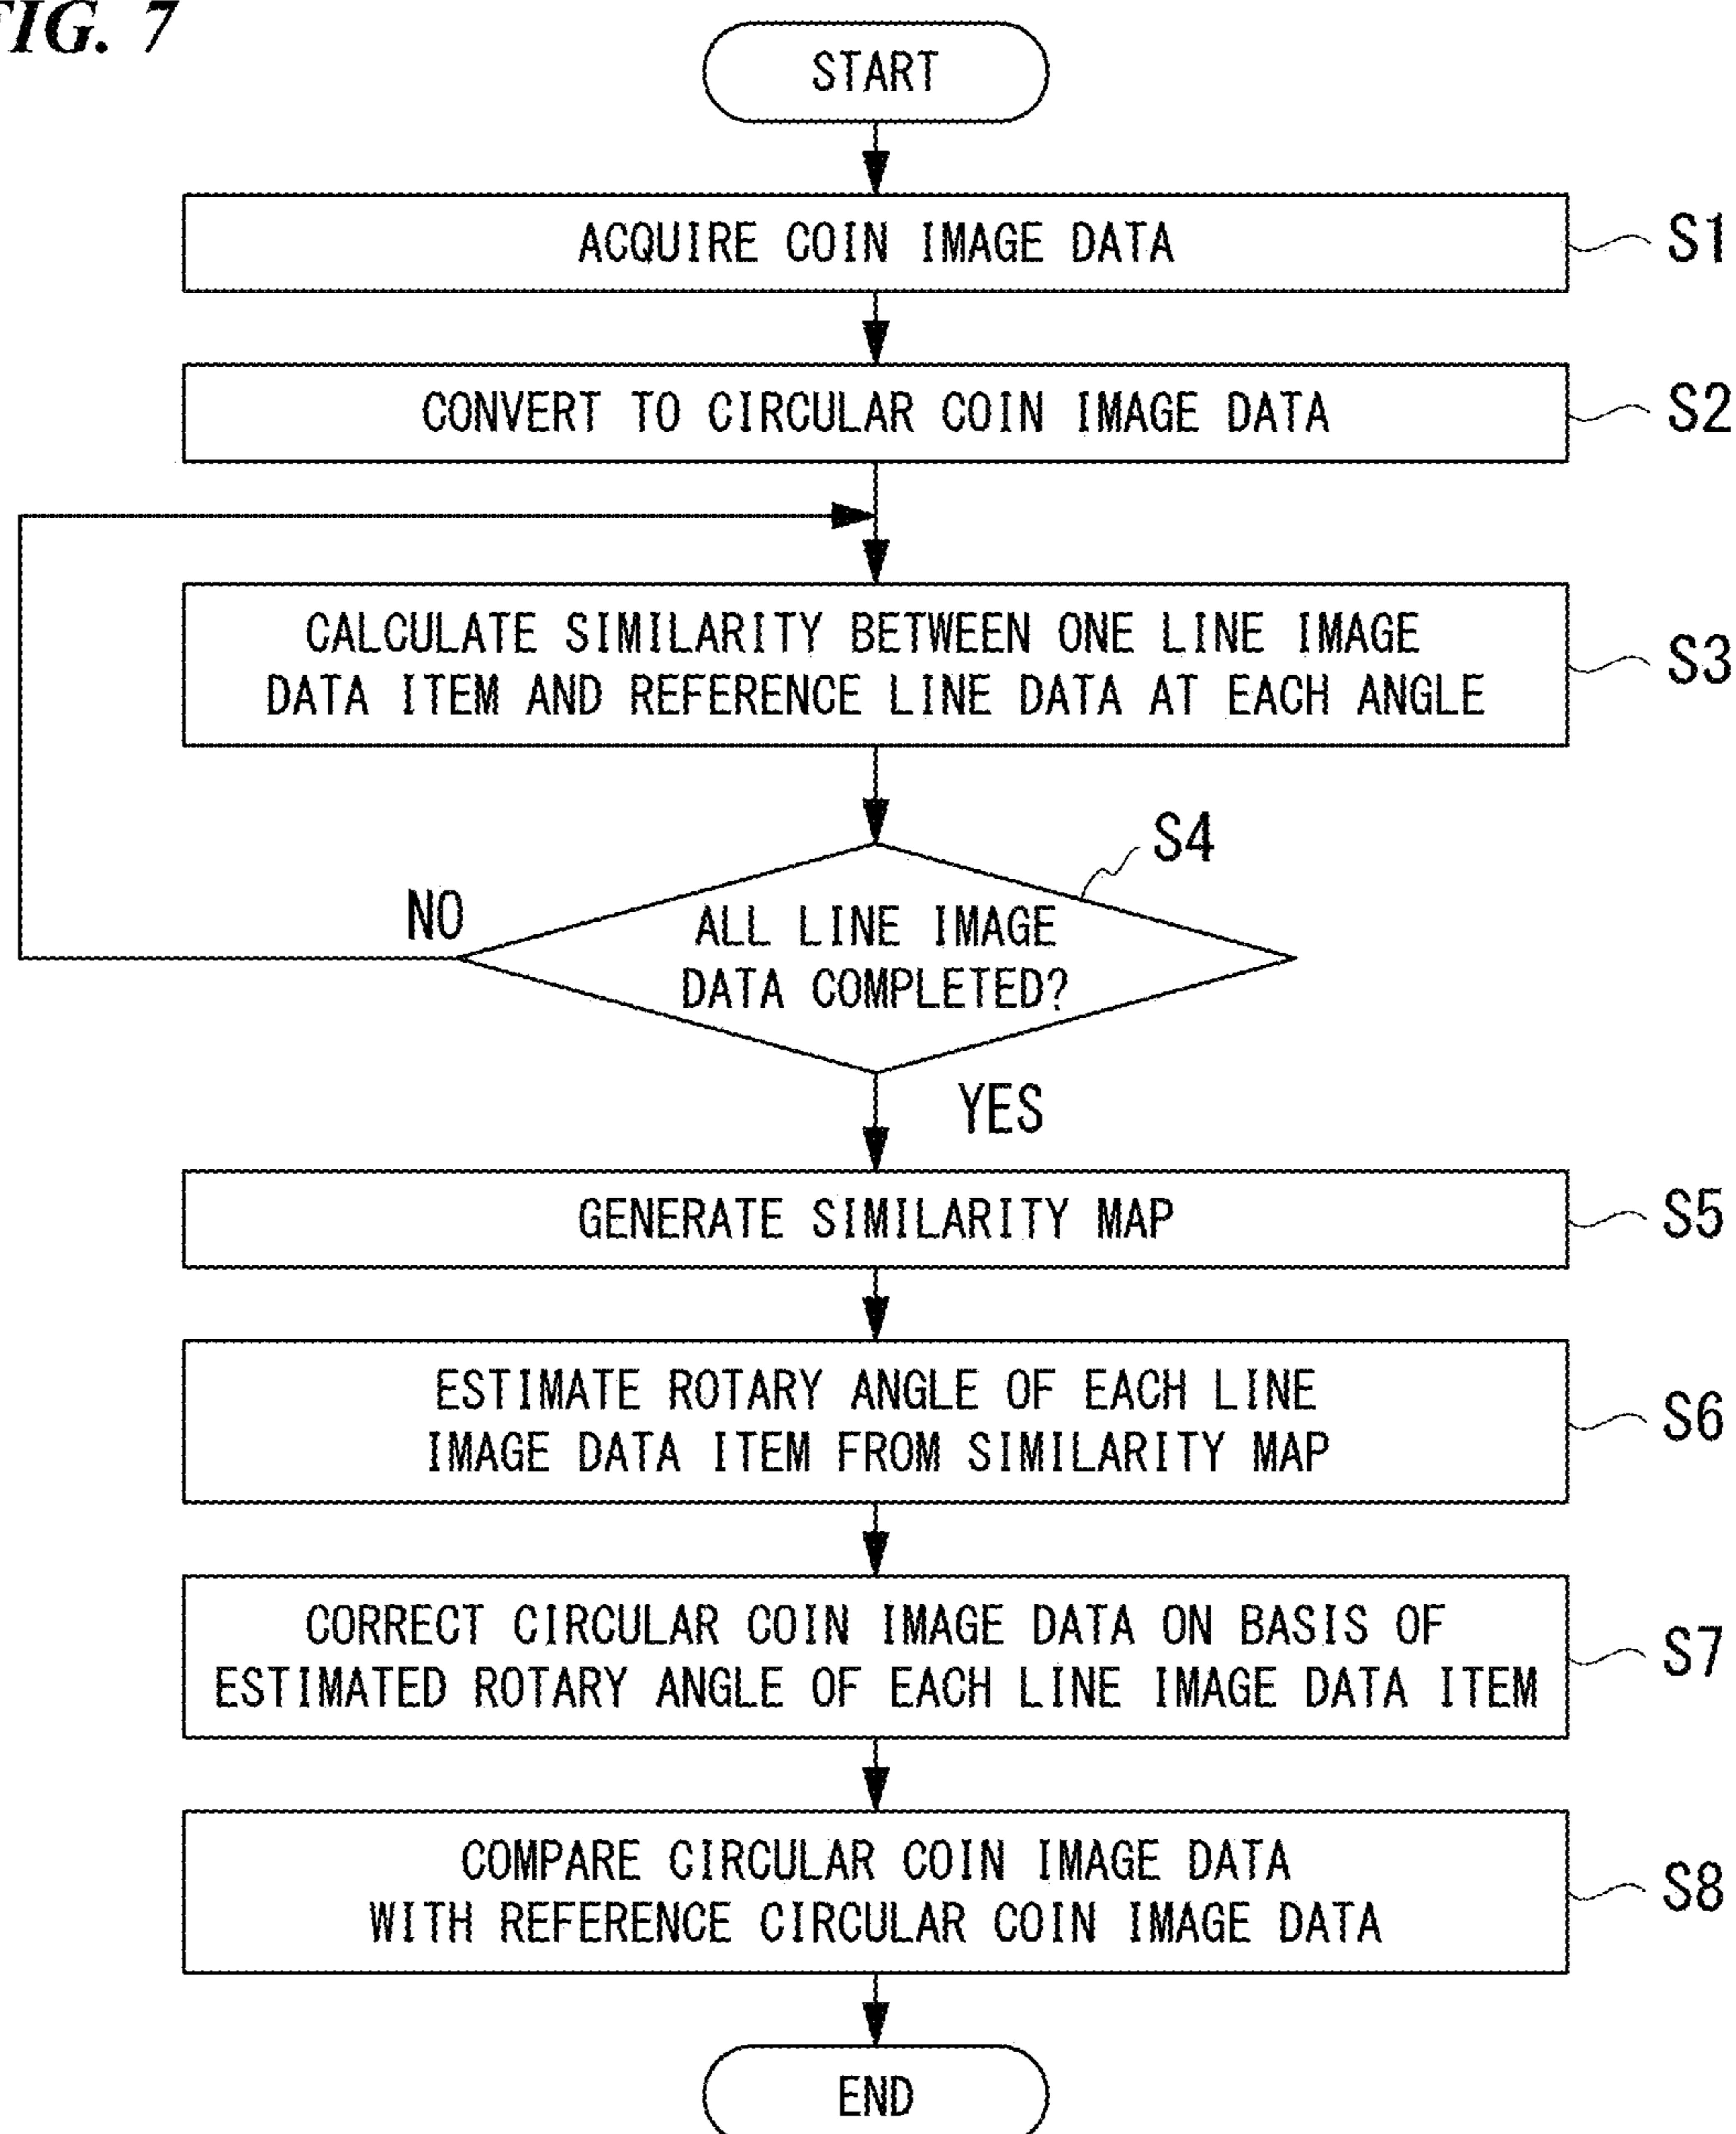 FIG. 7
START
ACQUIRE COIN IMAGE DATA
S1
CONVERT TO CIRCULAR COIN IMAGE DATA
S2
CALCULATE SIMILARITY BETWEEN ONE LINE IMAGE
DATA ITEM AND REFERENCE LINE DATA AT EACH ANGLE
S3
S4
NO
ALL LINE IMAGE
DATA COMPLETED?
YES
GENERATE SIMILARITY MAP
S5
ESTIMATE ROTARY ANGLE OF EACH LINE
IMAGE DATA ITEM FROM SIMILARITY MAP
S6
CORRECT CIRCULAR COIN IMAGE DATA ON BASIS OF
ESTIMATED ROTARY ANGLE OF EACH LINE IMAGE DATA ITEM
S7
COMPARE CIRCULAR COIN IMAGE DATA
WITH REFERENCE CIRCULAR COIN IMAGE DATA
S8
END